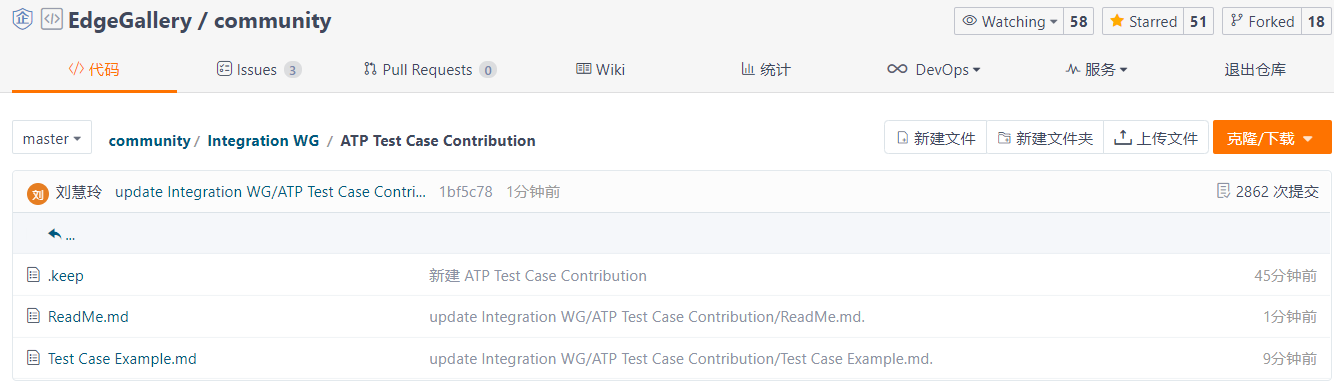 企 EdgeGallery / community
Watching 58 Starred 51 Forked 18
代码 Issues 3 Pull Requests 0 Wiki 统计 DevOps 服务 退出仓库
master community / Integration WG / ATP Test Case Contribution 新建文件 新建文件夹 上传文件 克隆/下载
刘 刘慧玲 update Integration WG/ATP Test Case Contri... 1bf5c78 1分钟前 2862 次提交
...
.keep 新建 ATP Test Case Contribution 45分钟前
ReadMe.md update Integration WG/ATP Test Case Contribution/ReadMe.md. 1分钟前
Test Case Example.md update Integration WG/ATP Test Case Contribution/Test Case Example.md. 9分钟前